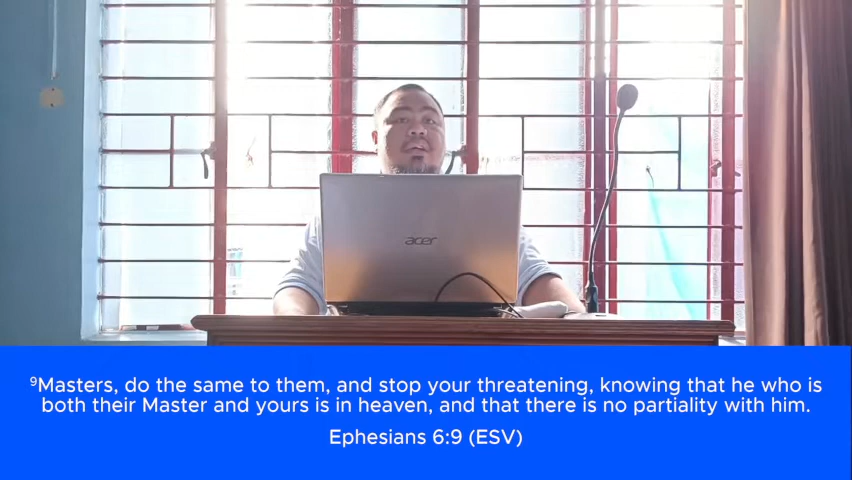 acer
⁹Masters, do the same to them, and stop your threatening, knowing that he who is
both their Master and yours is in heaven, and that there is no partiality with him.
Ephesians 6:9 (ESV)